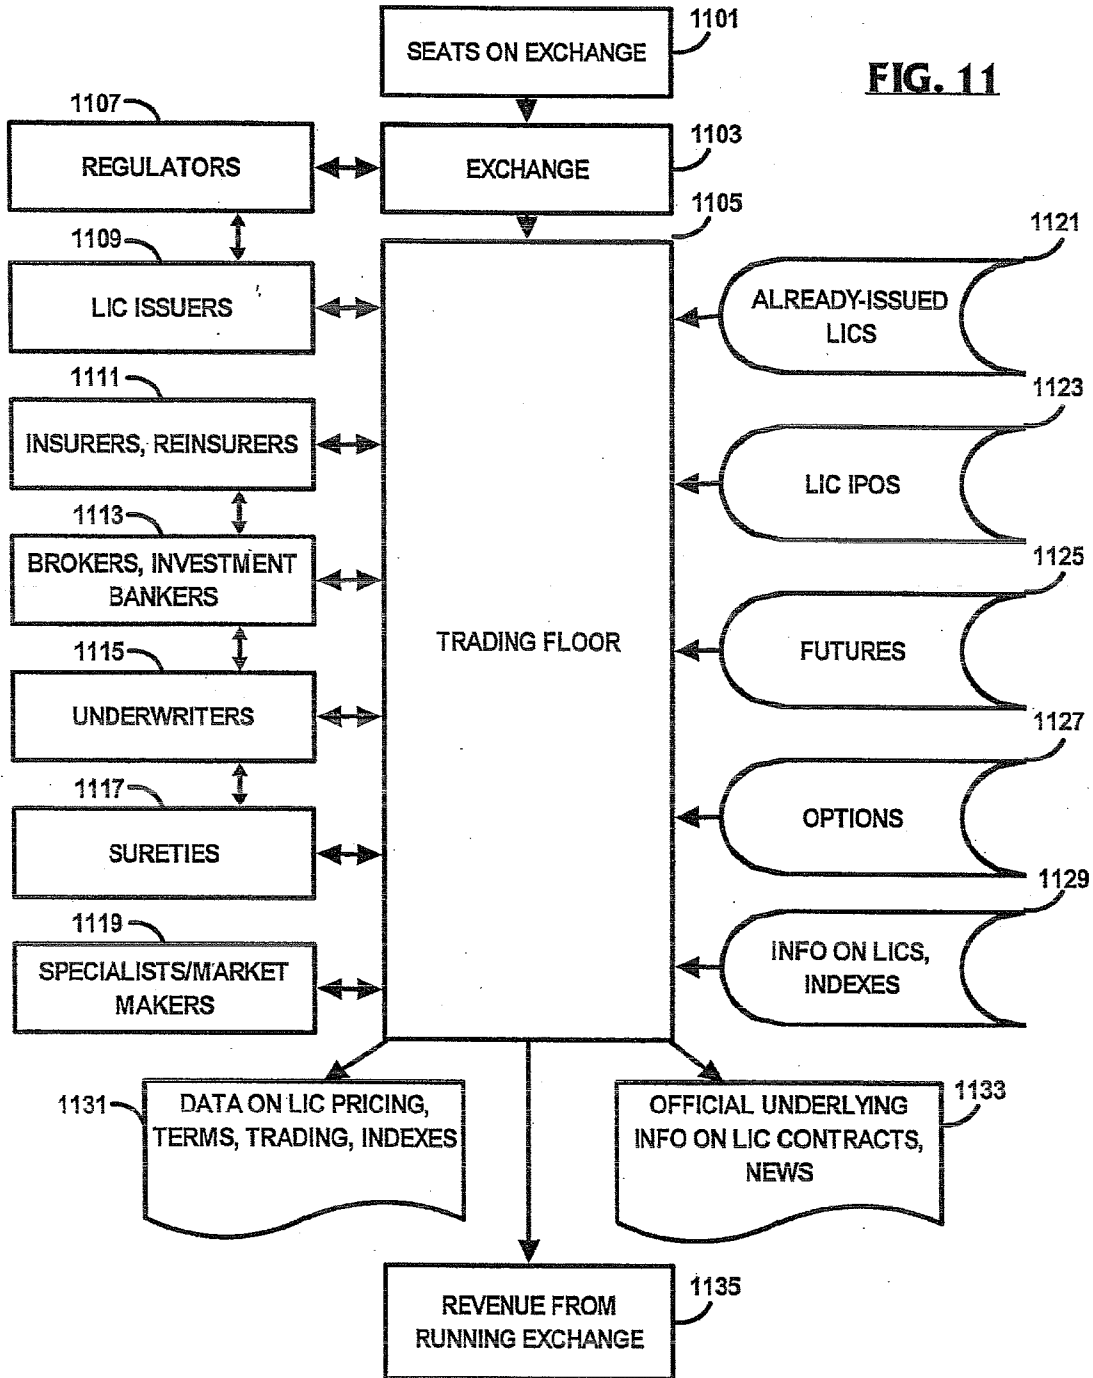 1101
SEATS ON EXCHANGE
FIG. 11
1107
REGULATORS
1103
EXCHANGE
1105
1109
LIC ISSUERS
1121
ALREADY-ISSUED
LICS
1111
INSURERS, REINSURERS
1123
LIC IPOS
1113
BROKERS, INVESTMENT
BANKERS
1125
FUTURES
TRADING FLOOR
1115
UNDERWRITERS
1127
OPTIONS
1117
SURETIES
1129
INFO ON LICS,
INDEXES
1119
SPECIALISTS/MARKET
MAKERS
1131
DATA ON LIC PRICING,
TERMS, TRADING, INDEXES
1133
OFFICIAL UNDERLYING
INFO ON LIC CONTRACTS,
NEWS
1135
REVENUE FROM
RUNNING EXCHANGE